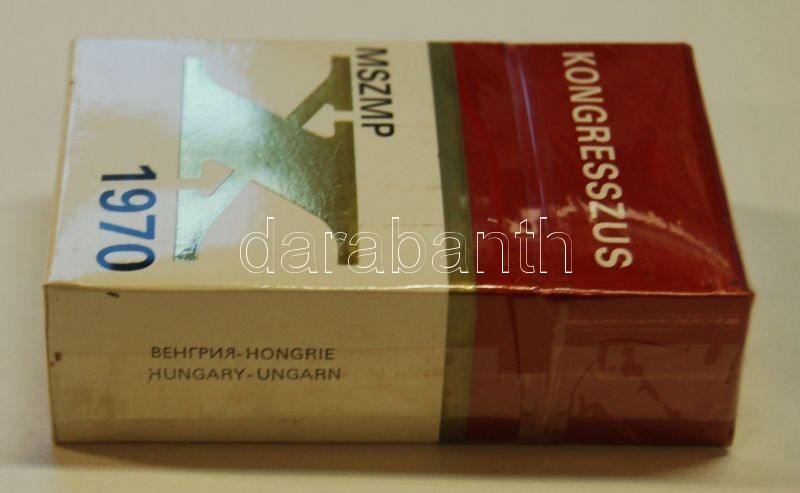 KONGRESSZUS
MSZMP
X
1970
ВЕНГРИЯ-HONGRIE
HUNGARY-UNGARN
darabanth